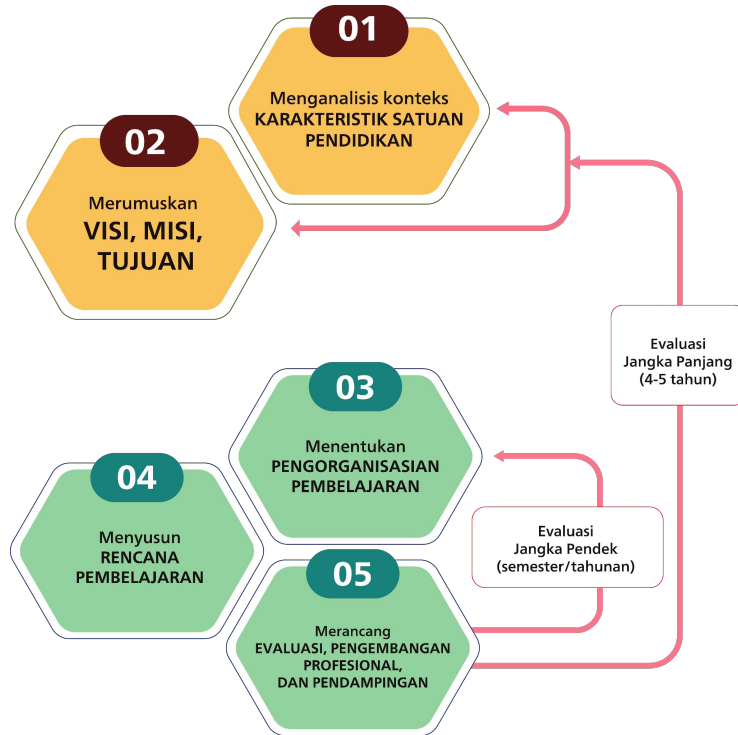 01
Menganalisis konteks
KARAKTERISTIK SATUAN
PENDIDIKAN
02
Merumuskan
VISI, MISI,
TUJUAN
Evaluasi
Jangka Panjang
(4-5 tahun)
03
Menentukan
PENGORGANISASIAN
PEMBELAJARAN
04
Menyusun
RENCANA
PEMBELAJARAN
Evaluasi
Jangka Pendek
(semester/tahunan)
05
Merancang
EVALUASI, PENGEMBANGAN
PROFESIONAL,
DAN PENDAMPINGAN